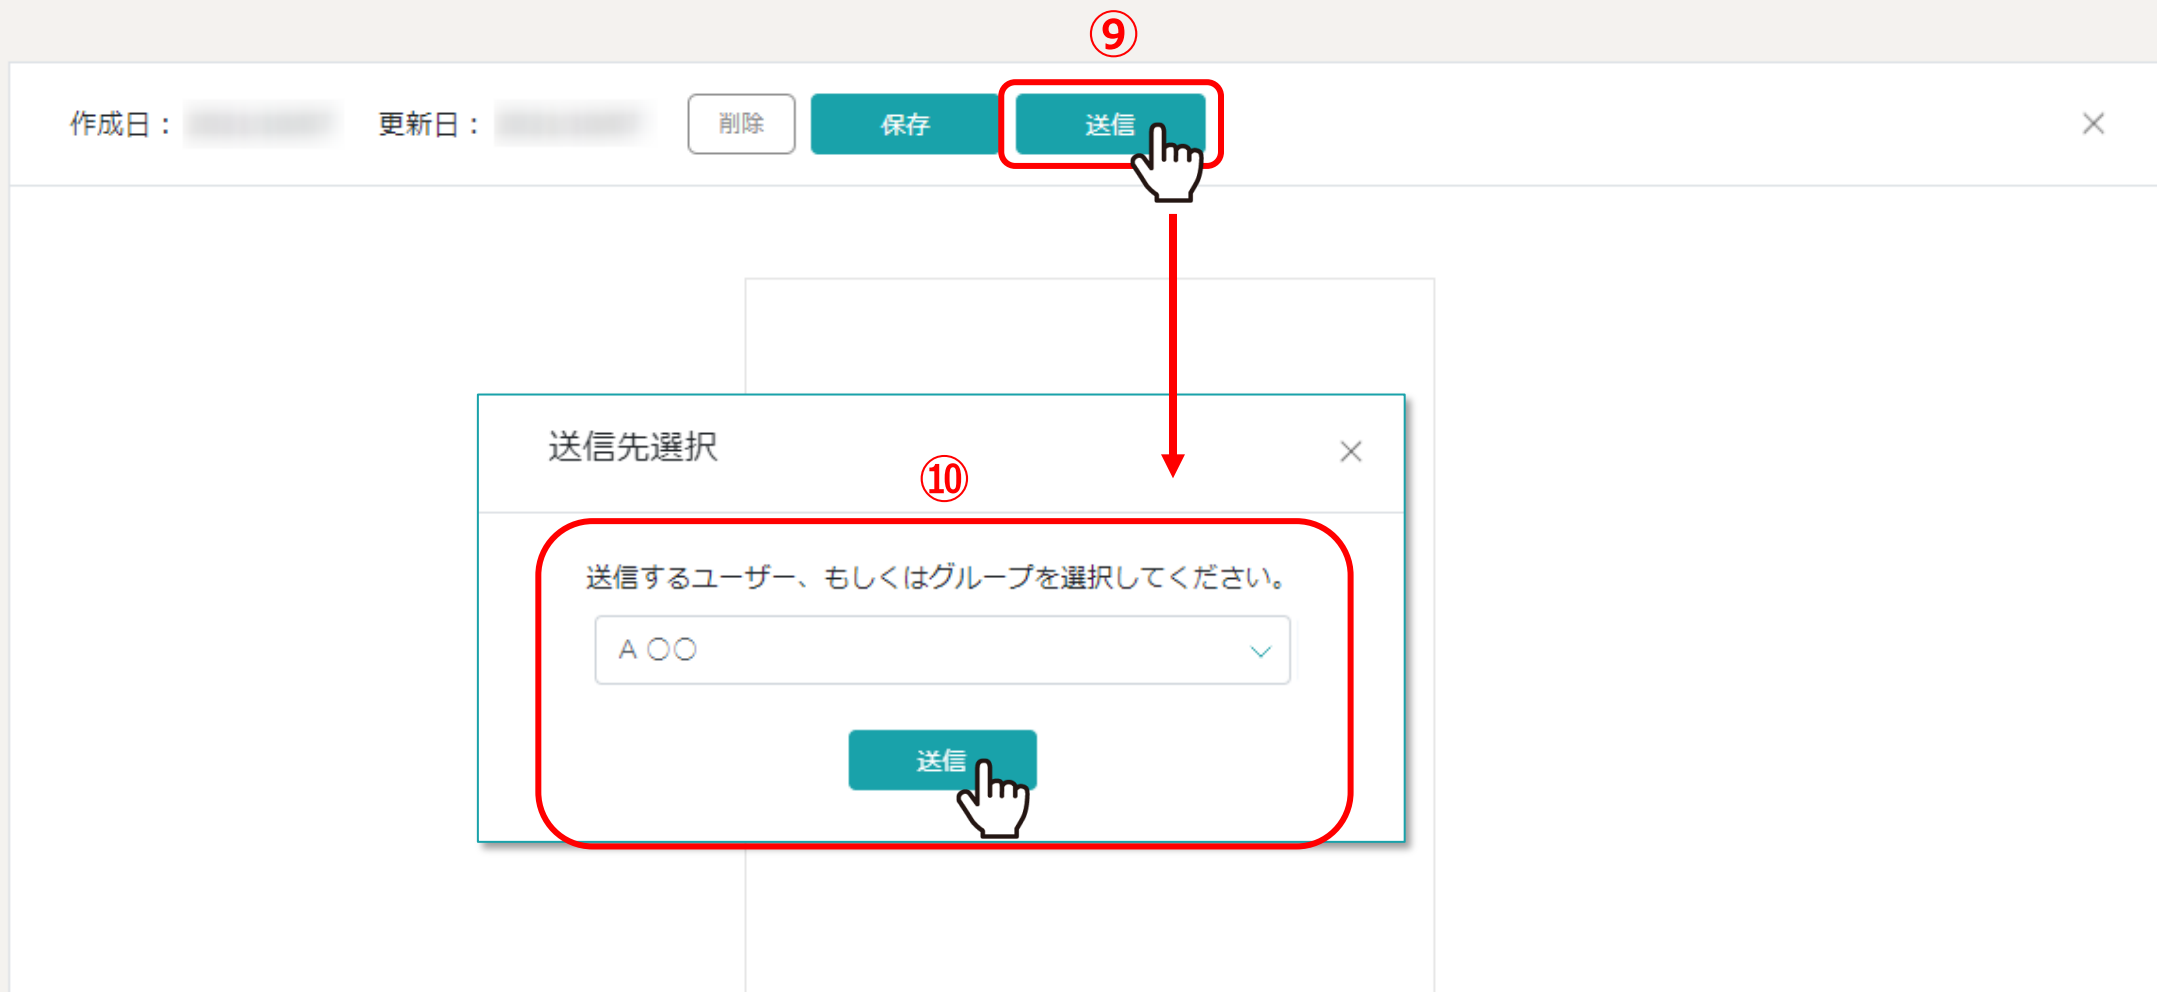 ⑨
作成日： 更新日： 削除 保存 送信
送信先選択
⑩
送信するユーザー、もしくはグループを選択してください。
A 〇〇
送信